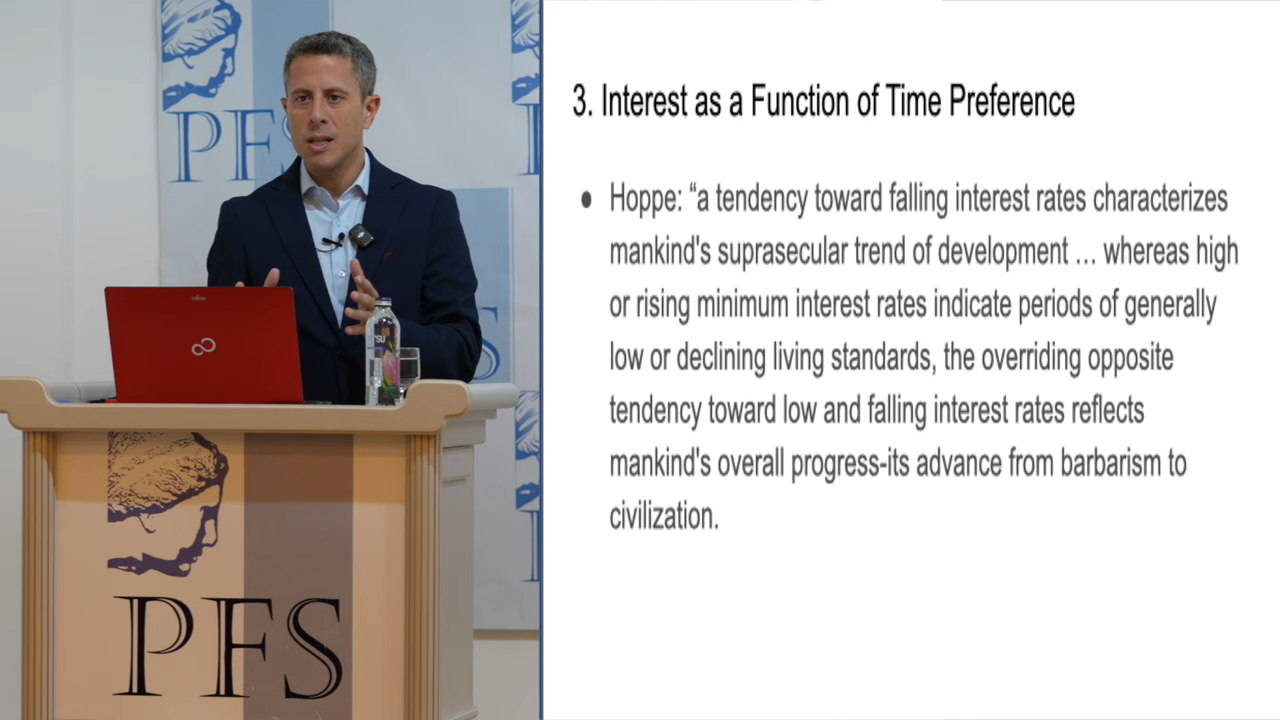 PFS
3. Interest as a Function of Time Preference
• Hoppe: “a tendency toward falling interest rates characterizes
mankind's suprasecular trend of development … whereas high
or rising minimum interest rates indicate periods of generally
low or declining living standards, the overriding opposite
tendency toward low and falling interest rates reflects
mankind's overall progress-its advance from barbarism to
civilization.
PFS